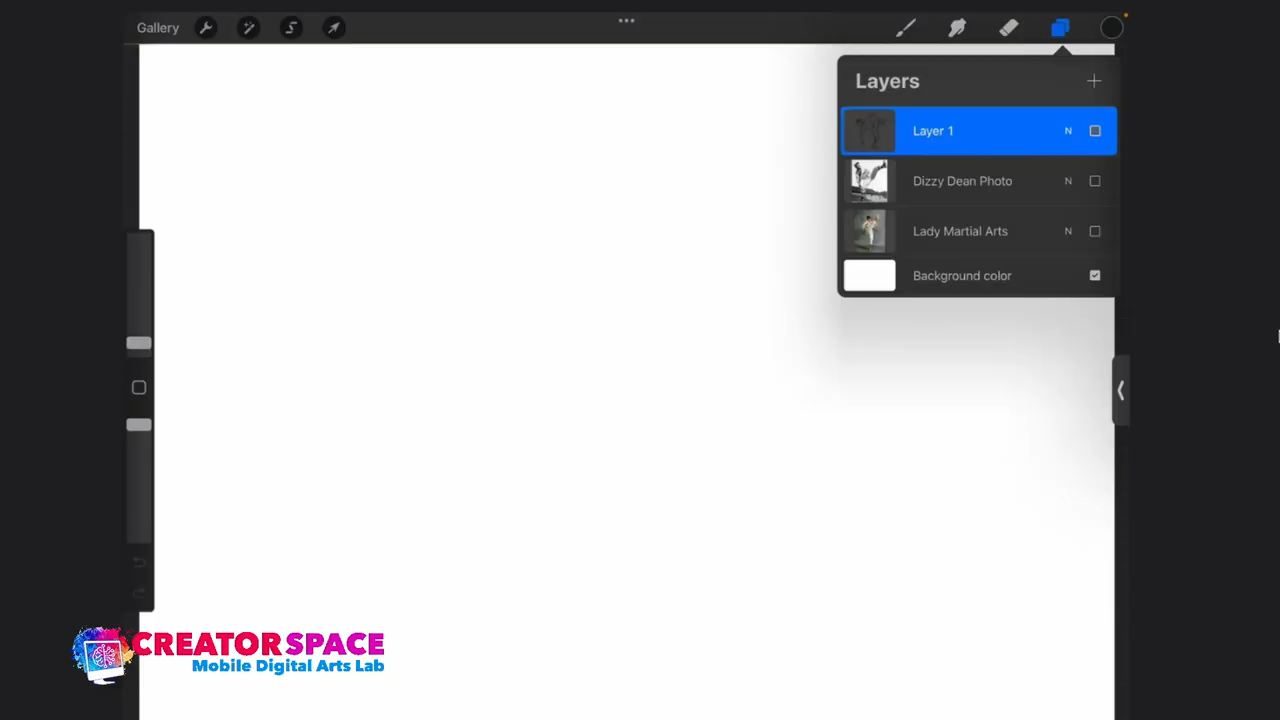 Gallery
Layers
Layer 1 N
Dizzy Dean Photo N
Lady Martial Arts N
Background color
CREATOR SPACE
Mobile Digital Arts Lab